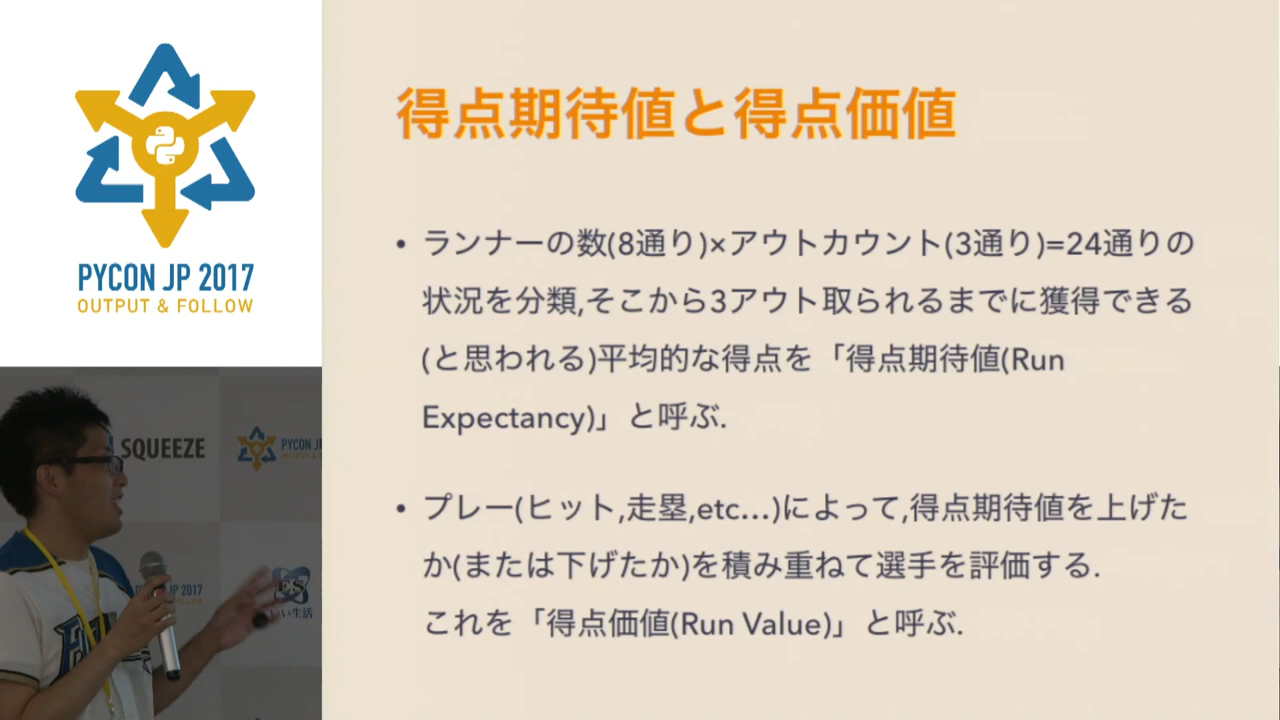 得点期待値と得点価値
• ランナーの数(8通り)×アウトカウント(3通り)=24通りの
状況を分類,そこから3アウト取られるまでに獲得できる
(と思われる)平均的な得点を「得点期待値(Run
Expectancy)」と呼ぶ.
• プレー(ヒット,走塁,etc...)によって,得点期待値を上げた
か(または下げたか)を積み重ねて選手を評価する.
これを「得点価値(Run Value)」と呼ぶ.
PYCON JP 2017
OUTPUT & FOLLOW
SQUEEZE
PYCON
JP 2017
いい生活